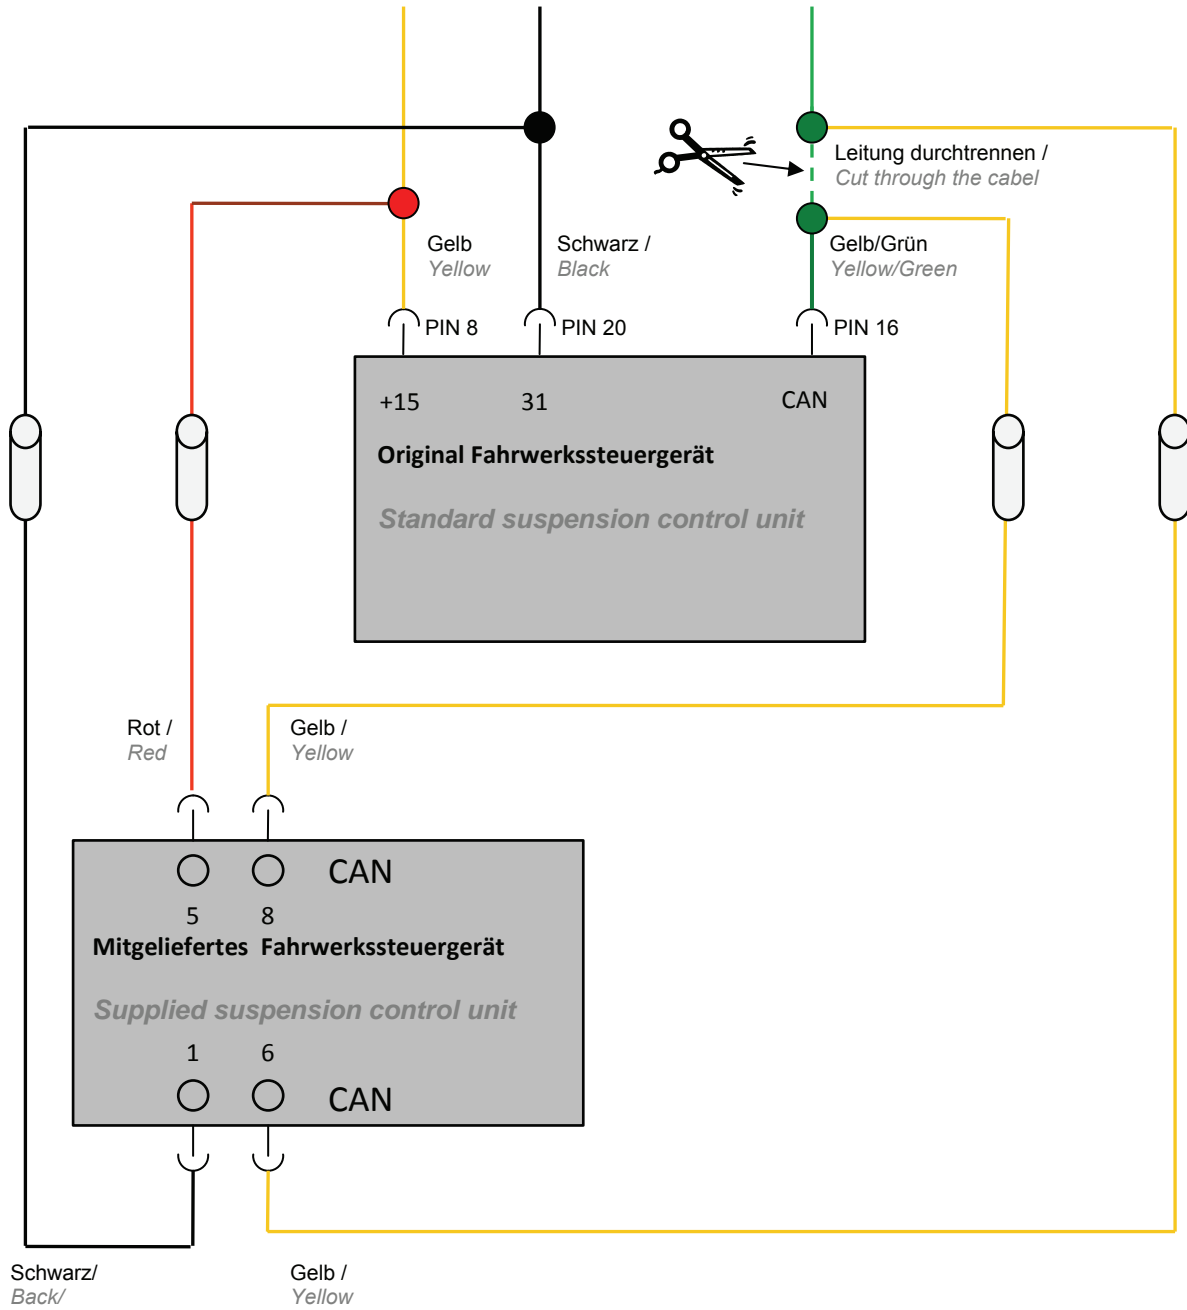 Leitung durchtrennen /
Cut through the cabel
Gelb
Yellow
Schwarz /
Black
Gelb/Grün
Yellow/Green
PIN 8
PIN 20
PIN 16
+15
31
CAN
Original Fahrwerkssteuergerät
Standard suspension control unit
Rot /
Red
Gelb /
Yellow
CAN
5
8
Mitgeliefertes Fahrwerkssteuergerät
Supplied suspension control unit
1
6
CAN
Schwarz/
Back/
Gelb /
Yellow